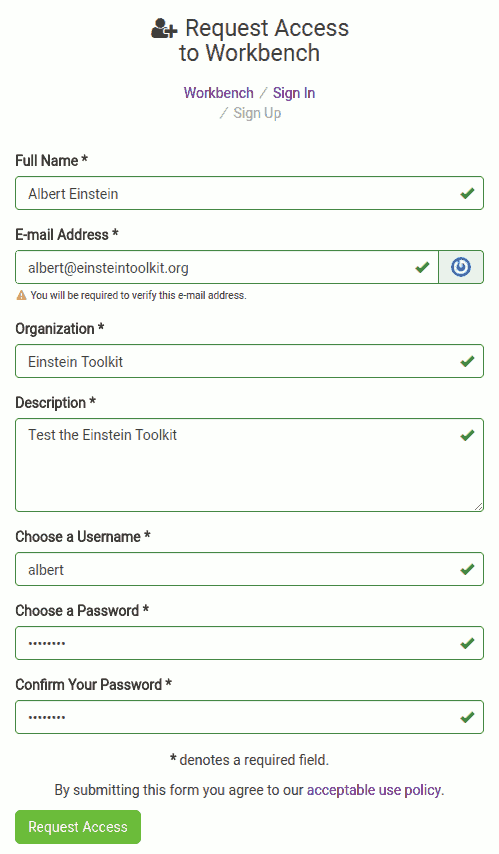 Request Access
to Workbench
Workbench / Sign In
/ Sign Up
Full Name *
Albert Einstein
E-mail Address *
albert@einsteintoolkit.org
You will be required to verify this e-mail address.
Organization *
Einstein Toolkit
Description *
Test the Einstein Toolkit
Choose a Username *
albert
Choose a Password *
••••••••
Confirm Your Password *
••••••••
* denotes a required field.
By submitting this form you agree to our acceptable use policy.
Request Access